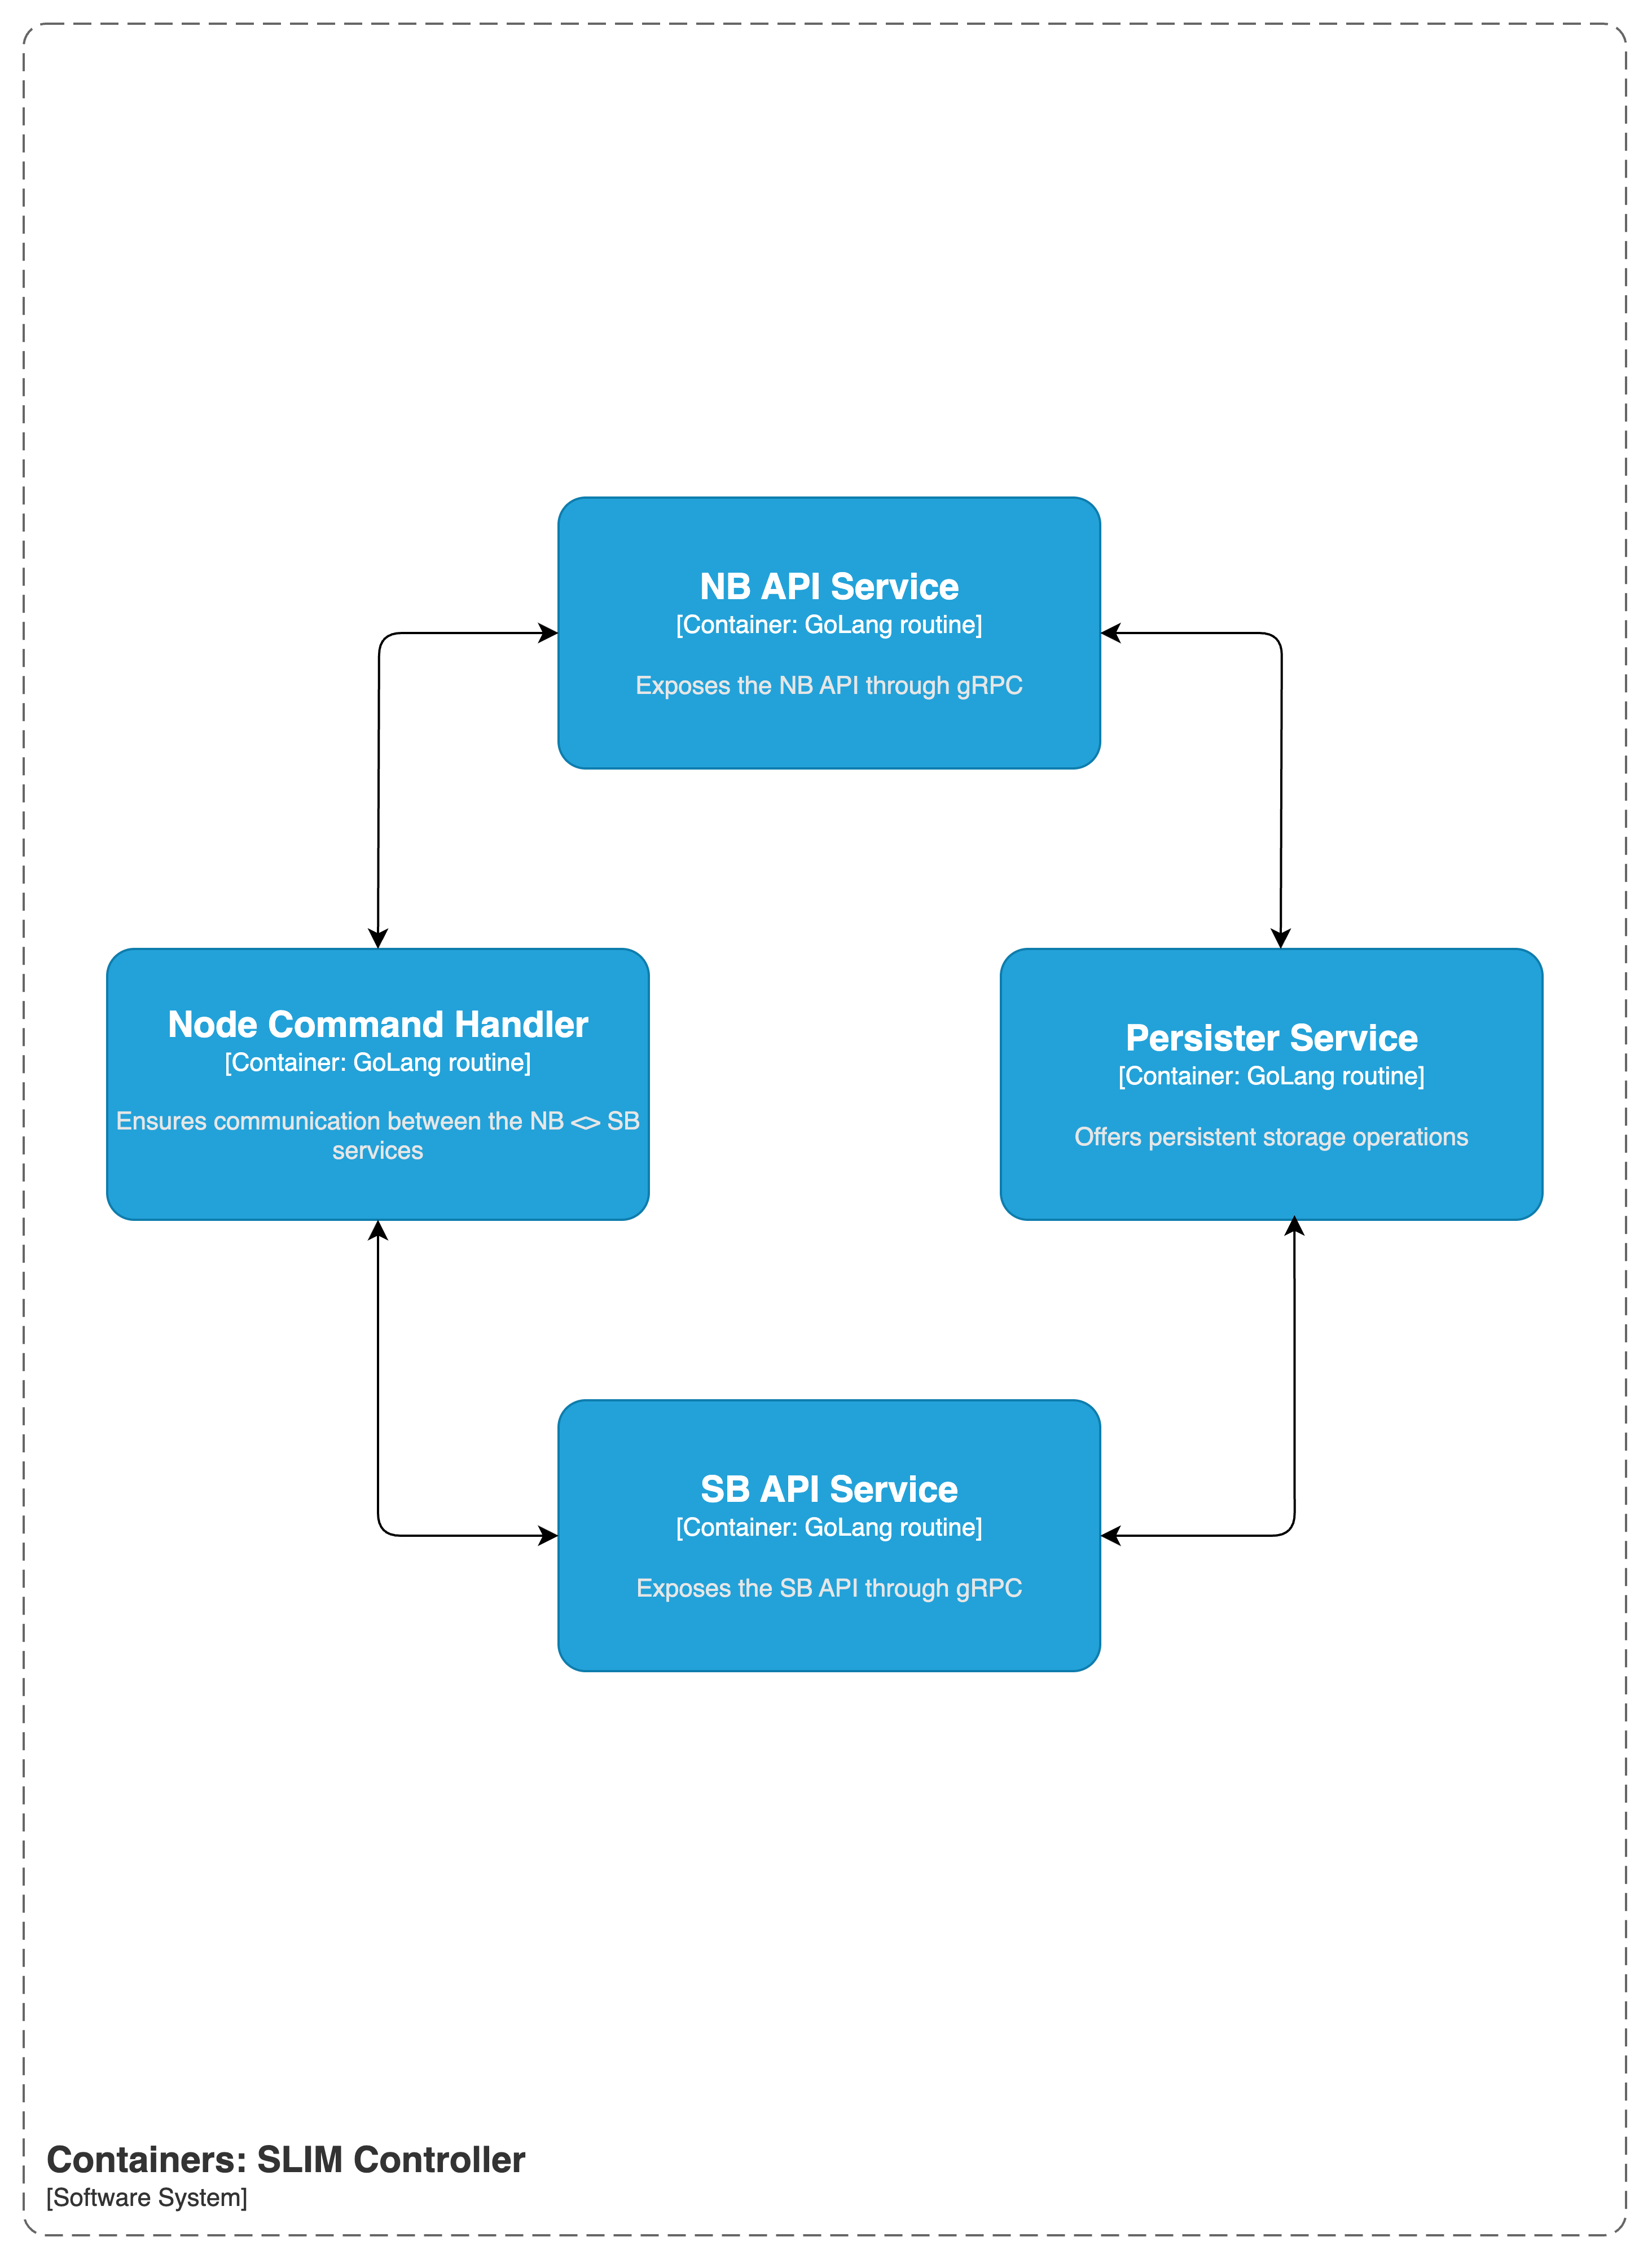 NB API Service
[Container: GoLang routine]
Exposes the NB API through gRPC
Node Command Handler
[Container: GoLang routine]
Ensures communication between the NB <> SB
services
Persister Service
[Container: GoLang routine]
Offers persistent storage operations
SB API Service
[Container: GoLang routine]
Exposes the SB API through gRPC
Containers: SLIM Controller
[Software System]